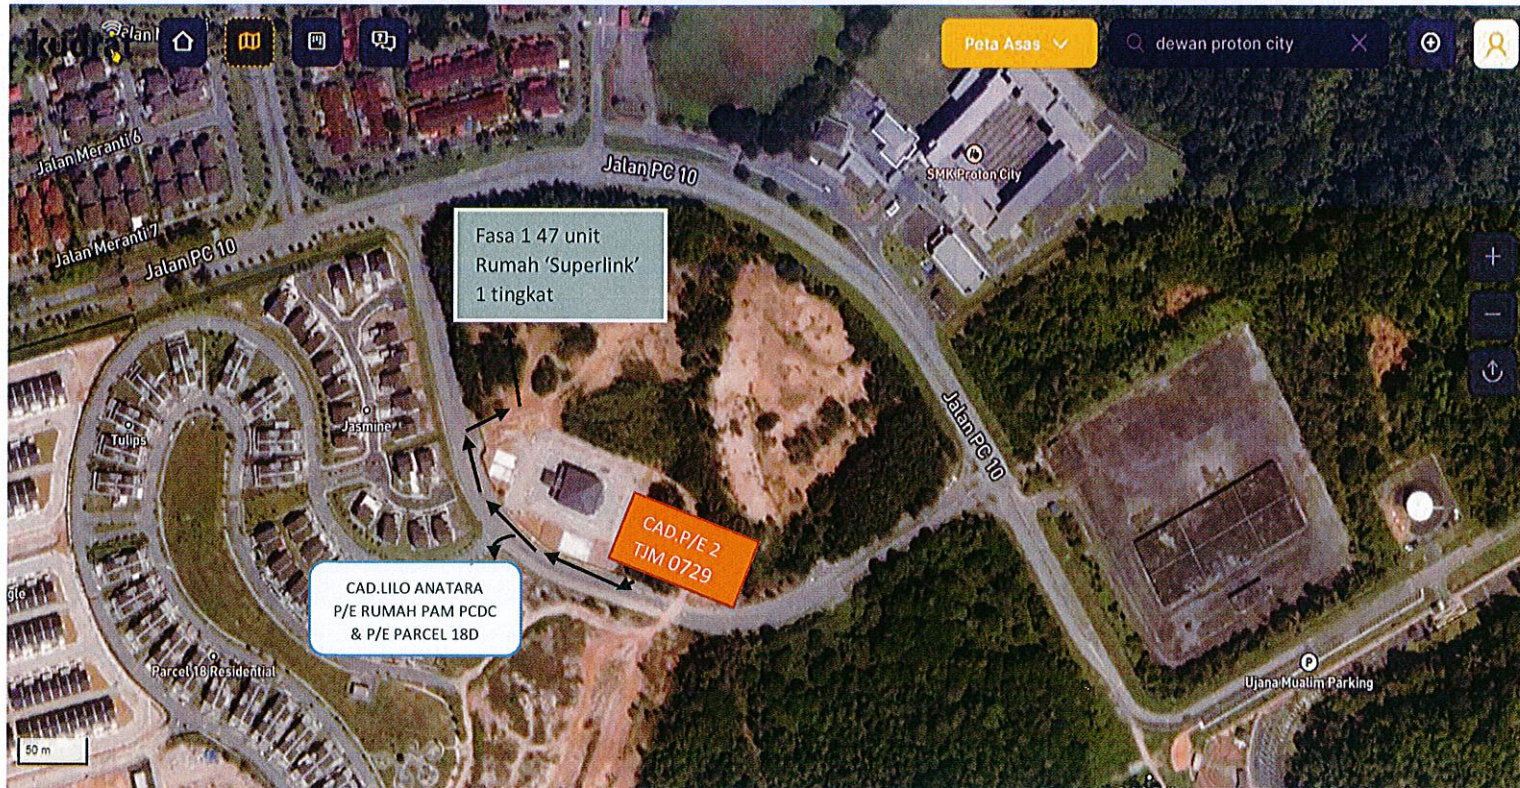 kudrat
Peta Asas
dewan proton city
Jalan Meranti 6
Jalan PC 10
SMK Proton City
Jalan Meranti 7
Jalan PC 10
Fasa 1 47 unit
Rumah ‘Superlink’
1 tingkat
Jalan PC 10
Tulips
Jasmine
CAD.P/E 2
TJM 0729
CAD.LILO ANATARA
P/E RUMAH PAM PCDC
& P/E PARCEL 18D
Parcel 18 Residential
P
Ujana Mualim Parking
50 m